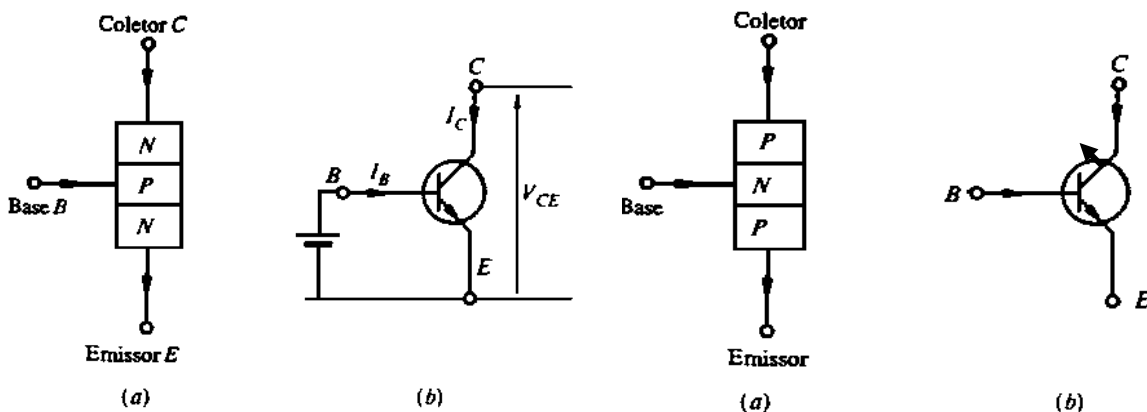 Coletor C
N
P
N
Base B
Emissor E
(a)
C
I_C
B
I_B
V_CE
E
(b)
Coletor
P
N
P
Base
Emissor
(a)
C
B
E
(b)